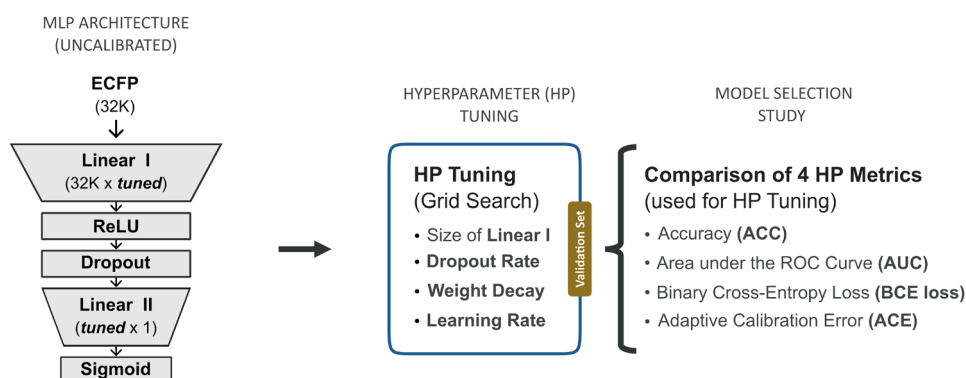 MLP ARCHITECTURE
(UNCALIBRATED)
ECFP
(32K)
Linear I
(32K x tuned)
ReLU
Dropout
Linear II
(tuned x 1)
Sigmoid
HYPERPARAMETER (HP)
TUNING
HP Tuning
(Grid Search)
• Size of Linear I
• Dropout Rate
• Weight Decay
• Learning Rate
Validation Set
MODEL SELECTION
STUDY
Comparison of 4 HP Metrics
(used for HP Tuning)
• Accuracy (ACC)
• Area under the ROC Curve (AUC)
• Binary Cross-Entropy Loss (BCE loss)
• Adaptive Calibration Error (ACE)